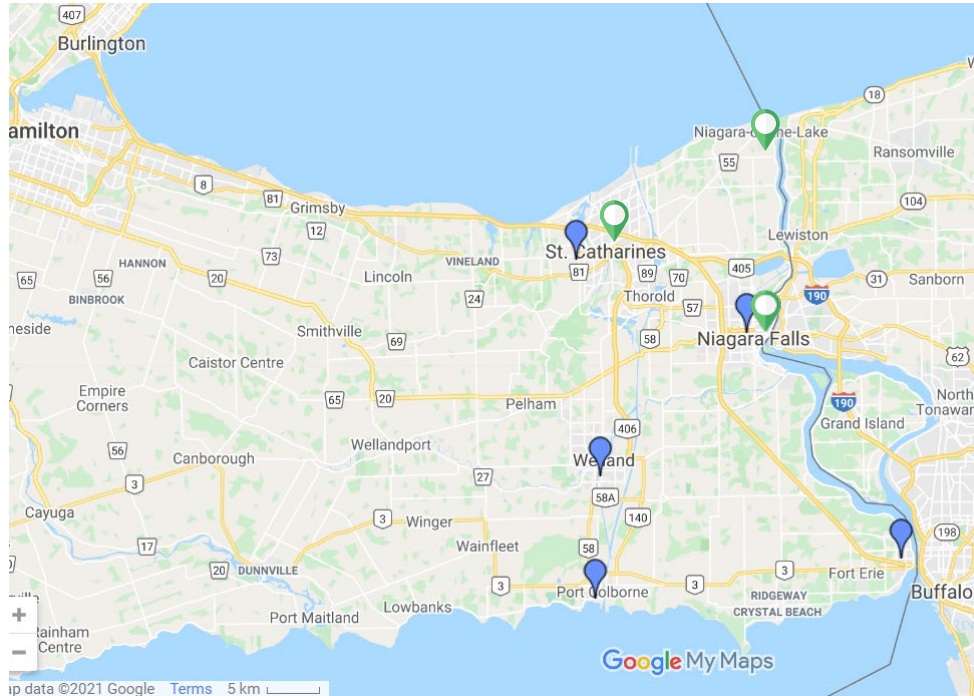 407
Burlington
amilton
18
Niagara-on-the-Lake
55
Ransomville
8
81
Grimsby
104
12
Lewiston
St. Catharines
73
HANNON
VINELAND
81
89
70
405
65
56
20
Lincoln
31
Sanborn
BINBROOK
24
Thorold
57
190
neside
Smithville
69
58
Niagara Falls
62
Caistor Centre
Empire
Corners
65
20
Pelham
190
North
Tonawan
Grand Island
406
56
Wellandport
Canborough
Welland
27
3
58A
Cayuga
3
Winger
140
198
17
Wainfleet
58
20
DUNNVILLE
3
Port Colborne
3
3
Fort Erie
Buffalo
Lowbanks
RIDGEWAY
CRYSTAL BEACH
Port Maitland
+
Rainham
Centre
−
Google My Maps
ap data ©2021 Google Terms 5 km